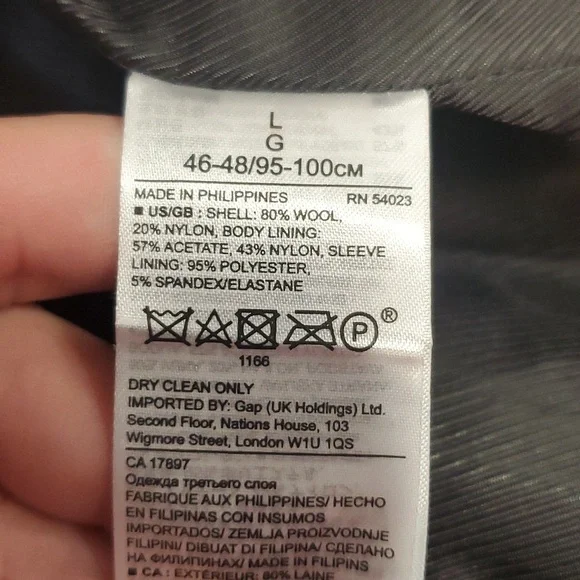 L
G
46-48/95-100CM
MADE IN PHILIPPINES RN 54023
■ US/GB : SHELL: 80% WOOL,
20% NYLON, BODY LINING:
57% ACETATE, 43% NYLON, SLEEVE
LINING: 95% POLYESTER,
5% SPANDEX/ELASTANE
P ®
1166
DRY CLEAN ONLY
IMPORTED BY: Gap (UK Holdings) Ltd.
Second Floor, Nations House, 103
Wigmore Street, London W1U 1QS
CA 17897
Одежда третьего слоя
FABRIQUE AUX PHILIPPINES/ HECHO
EN FILIPINAS CON INSUMOS
IMPORTADOS/ ZEMLJA PROIZVODNJE
FILIPINI/ DIBUAT DI FILIPINA/ СДЕЛАНО
НА ФИЛИПИНАХ/ MADE IN FILIPINS
■ CA : EXTÉRIEUR: 80% LAINE